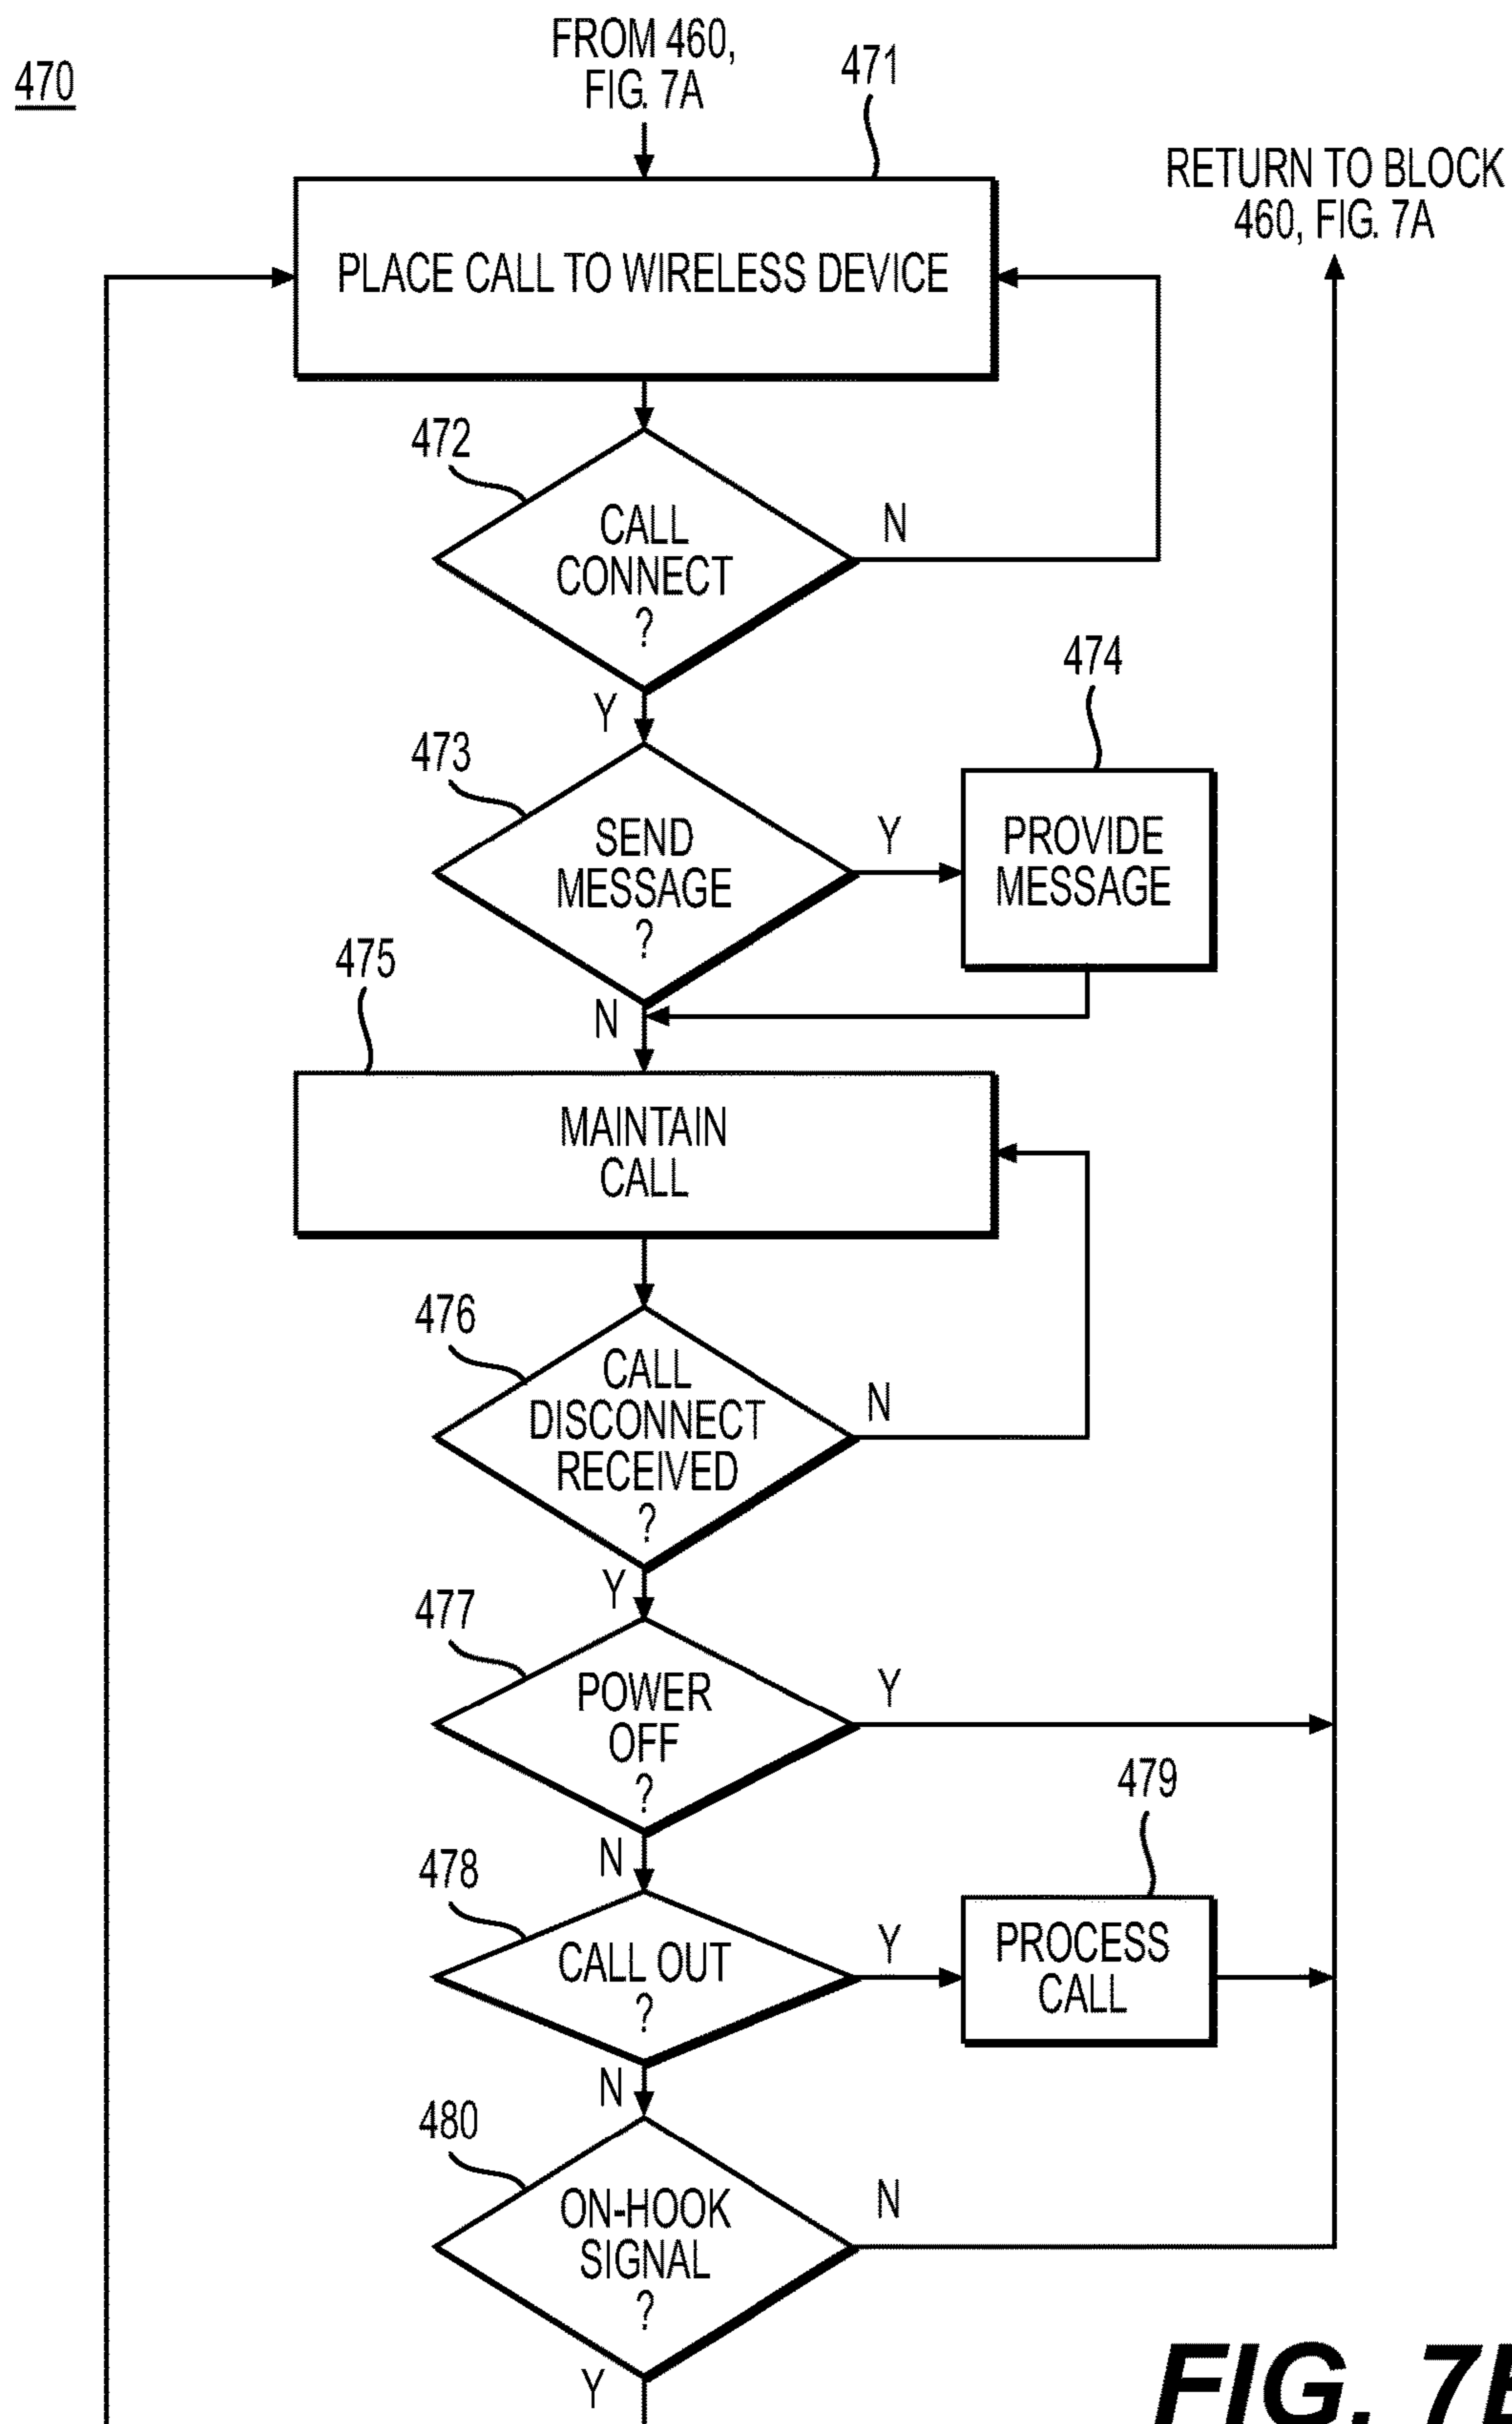 FROM 460,
FIG. 7A
471
470
RETURN TO BLOCK
460, FIG. 7A
PLACE CALL TO WIRELESS DEVICE
472
CALL
CONNECT
?
N
Y
473
SEND
MESSAGE
?
Y
474
PROVIDE
MESSAGE
N
475
MAINTAIN
CALL
476
CALL
DISCONNECT
RECEIVED
?
N
Y
477
POWER
OFF
?
Y
N
478
CALL OUT
?
Y
479
PROCESS
CALL
N
480
ON-HOOK
SIGNAL
?
N
Y
FIG.